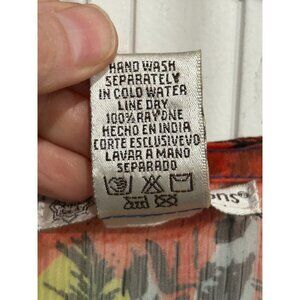 HAND WASH
SEPARATELY
IN COLD WATER
LINE DRY
100% RAYONE
HECHO EN INDIA
CORTE ESCLUSIVEVO
LAVAR A MANO
SEPARADO